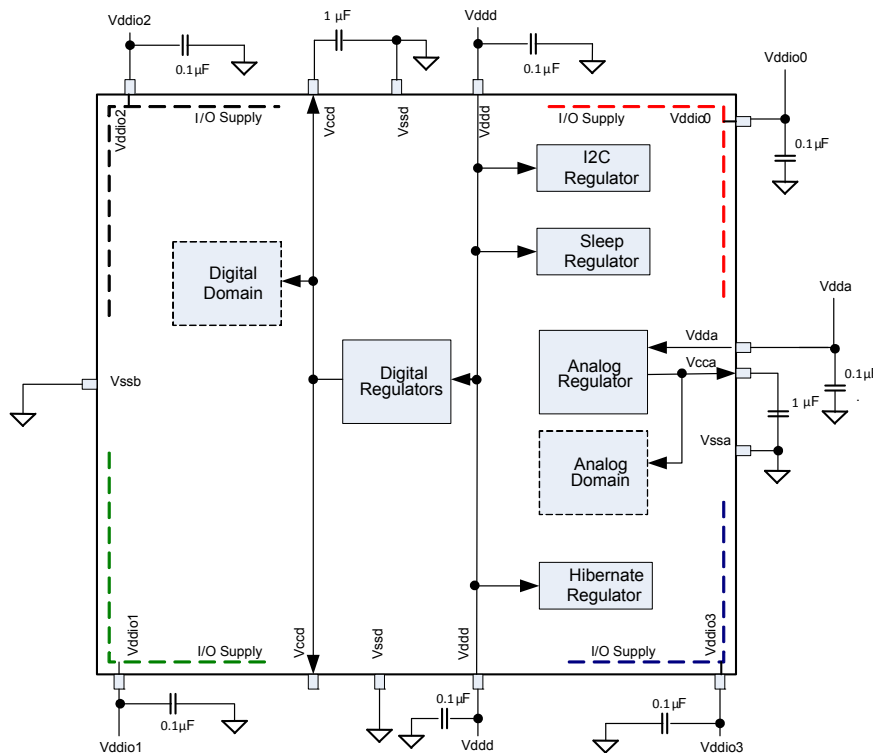 Vddio2
1 µF
Vddd
0.1µF
0.1µF
Vddio0
0.1µF
I/O Supply
Vddio2
Vccd
Vssd
Vddd
I/O Supply
Vddio0
I2C
Regulator
Sleep
Regulator
Digital
Domain
Vdda
Digital
Regulators
Analog
Regulator
Vdda
Vcca
0.1µF
1 µF
.
Vssb
Analog
Domain
Vssa
Hibernate
Regulator
Vddio1
I/O Supply
Vccd
Vssd
Vddd
I/O Supply
Vddio3
0.1µF
0.1µF
0.1µF
Vddio1
Vddd
Vddio3